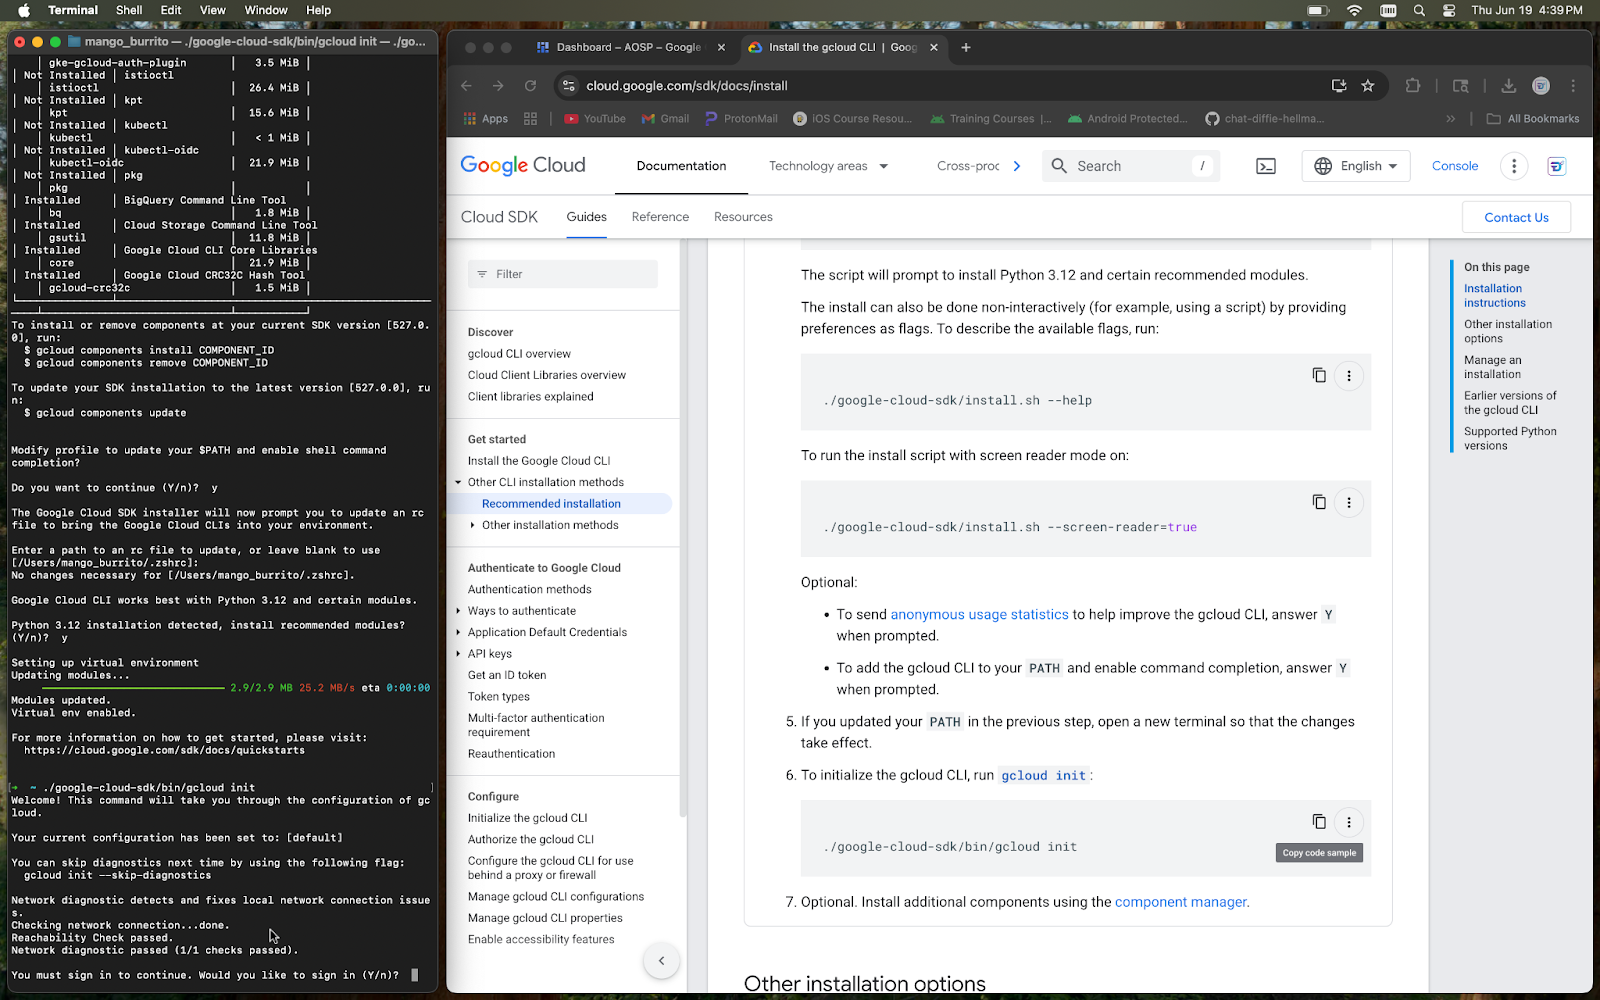 Terminal Shell Edit View Window Help
Thu Jun 19 4:39 PM
mango_burrito — ./google-cloud-sdk/bin/gcloud init — ./go...
| gke-gcloud-auth-plugin | 3.5 MiB |
| Not Installed | istioctl
| istioctl | 26.4 MiB |
| Not Installed | kpt
| kpt | 15.6 MiB |
| Not Installed | kubectl
| kubectl | < 1 MiB |
| Not Installed | kubectl-oidc
| kubectl-oidc | 21.9 MiB |
| Not Installed | pkg
| pkg | |
| Installed | BigQuery Command Line Tool
| bq | 1.8 MiB |
| Installed | Cloud Storage Command Line Tool
| gsutil | 11.8 MiB |
| Installed | Google Cloud CLI Core Libraries
| core | 21.9 MiB |
| Installed | Google Cloud CRC32C Hash Tool
| gcloud-crc32c | 1.5 MiB |
To install or remove components at your current SDK version [527.0.
0], run:
$ gcloud components install COMPONENT_ID
$ gcloud components remove COMPONENT_ID
To update your SDK installation to the latest version [527.0.0], ru
n:
$ gcloud components update
Modify profile to update your $PATH and enable shell command
completion?
Do you want to continue (Y/n)? y
The Google Cloud SDK installer will now prompt you to update an rc
file to bring the Google Cloud CLIs into your environment.
Enter a path to an rc file to update, or leave blank to use
[/Users/mango_burrito/.zshrc]:
No changes necessary for [/Users/mango_burrito/.zshrc].
Google Cloud CLI works best with Python 3.12 and certain modules.
Python 3.12 installation detected, install recommended modules?
(Y/n)? y
Setting up virtual environment
Updating modules...
2.9/2.9 MB 25.2 MB/s eta 0:00:00
Modules updated.
Virtual env enabled.
For more information on how to get started, please visit:
https://cloud.google.com/sdk/docs/quickstarts
[➜ ~ ./google-cloud-sdk/bin/gcloud init ]
Welcome! This command will take you through the configuration of gc
loud.
Your current configuration has been set to: [default]
You can skip diagnostics next time by using the following flag:
gcloud init --skip-diagnostics
Network diagnostic detects and fixes local network connection issue
s.
Checking network connection...done.
Reachability Check passed.
Network diagnostic passed (1/1 checks passed).
You must sign in to continue. Would you like to sign in (Y/n)?
Dashboard – AOSP – Google
Install the gcloud CLI | Goog
cloud.google.com/sdk/docs/install
Apps YouTube Gmail ProtonMail iOS Course Resou... Training Courses |... Android Protected... chat-diffie-hellma... » All Bookmarks
Google Cloud Documentation Technology areas Cross-proc Search / English Console
Cloud SDK Guides Reference Resources Contact Us
Filter
Discover
gcloud CLI overview
Cloud Client Libraries overview
Client libraries explained
Get started
Install the Google Cloud CLI
Other CLI installation methods
Recommended installation
Other installation methods
Authenticate to Google Cloud
Authentication methods
Ways to authenticate
Application Default Credentials
API keys
Get an ID token
Token types
Multi-factor authentication
requirement
Reauthentication
Configure
Initialize the gcloud CLI
Authorize the gcloud CLI
Configure the gcloud CLI for use
behind a proxy or firewall
Manage gcloud CLI configurations
Manage gcloud CLI properties
Enable accessibility features
The script will prompt to install Python 3.12 and certain recommended modules.
The install can also be done non-interactively (for example, using a script) by providing
preferences as flags. To describe the available flags, run:
./google-cloud-sdk/install.sh --help
To run the install script with screen reader mode on:
./google-cloud-sdk/install.sh --screen-reader=true
Optional:
• To send anonymous usage statistics to help improve the gcloud CLI, answer Y
when prompted.
• To add the gcloud CLI to your PATH and enable command completion, answer Y
when prompted.
5. If you updated your PATH in the previous step, open a new terminal so that the changes
take effect.
6. To initialize the gcloud CLI, run gcloud init:
./google-cloud-sdk/bin/gcloud init
Copy code sample
7. Optional. Install additional components using the component manager.
Other installation options
On this page
Installation
instructions
Other installation
options
Manage an
installation
Earlier versions of
the gcloud CLI
Supported Python
versions